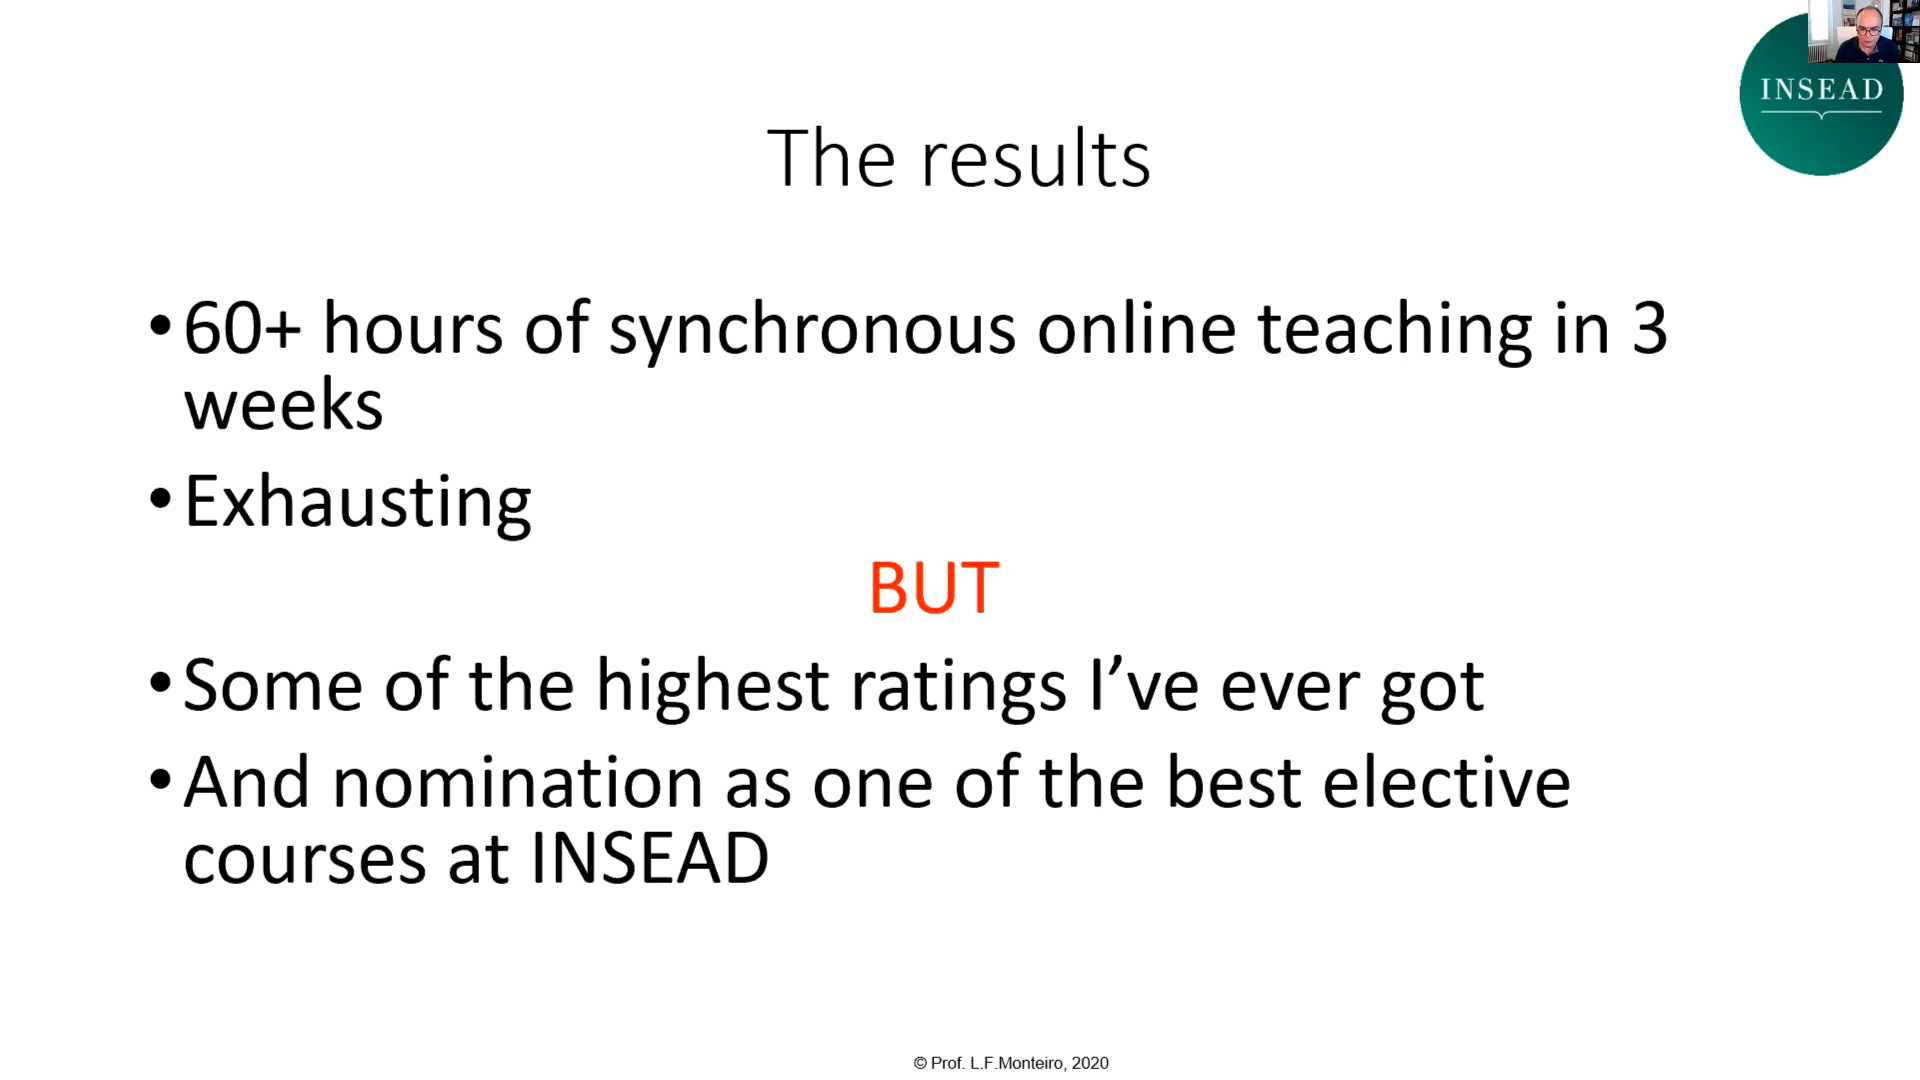 INSEAD
The results
•60+ hours of synchronous online teaching in 3
weeks
•Exhausting
BUT
•Some of the highest ratings I’ve ever got
•And nomination as one of the best elective
courses at INSEAD
© Prof. L.F.Monteiro, 2020